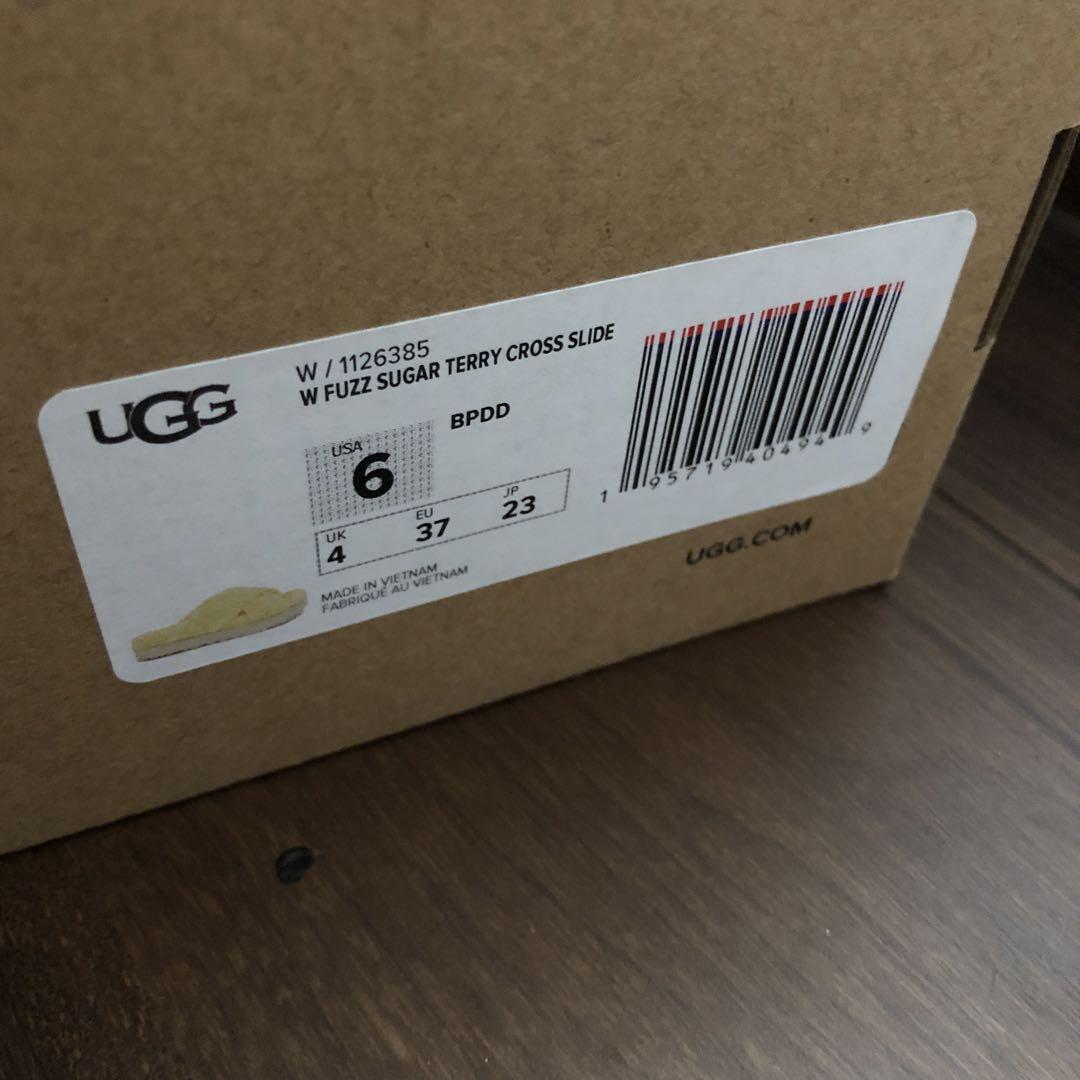 UGG
W / 1126385
W FUZZ SUGAR TERRY CROSS SLIDE
BPDD
USA
6
UK
4
EU
37
JP
23
MADE IN VIETNAM
FABRIQUÉ AU VIETNAM
1 95719 40494 9
UGG.COM